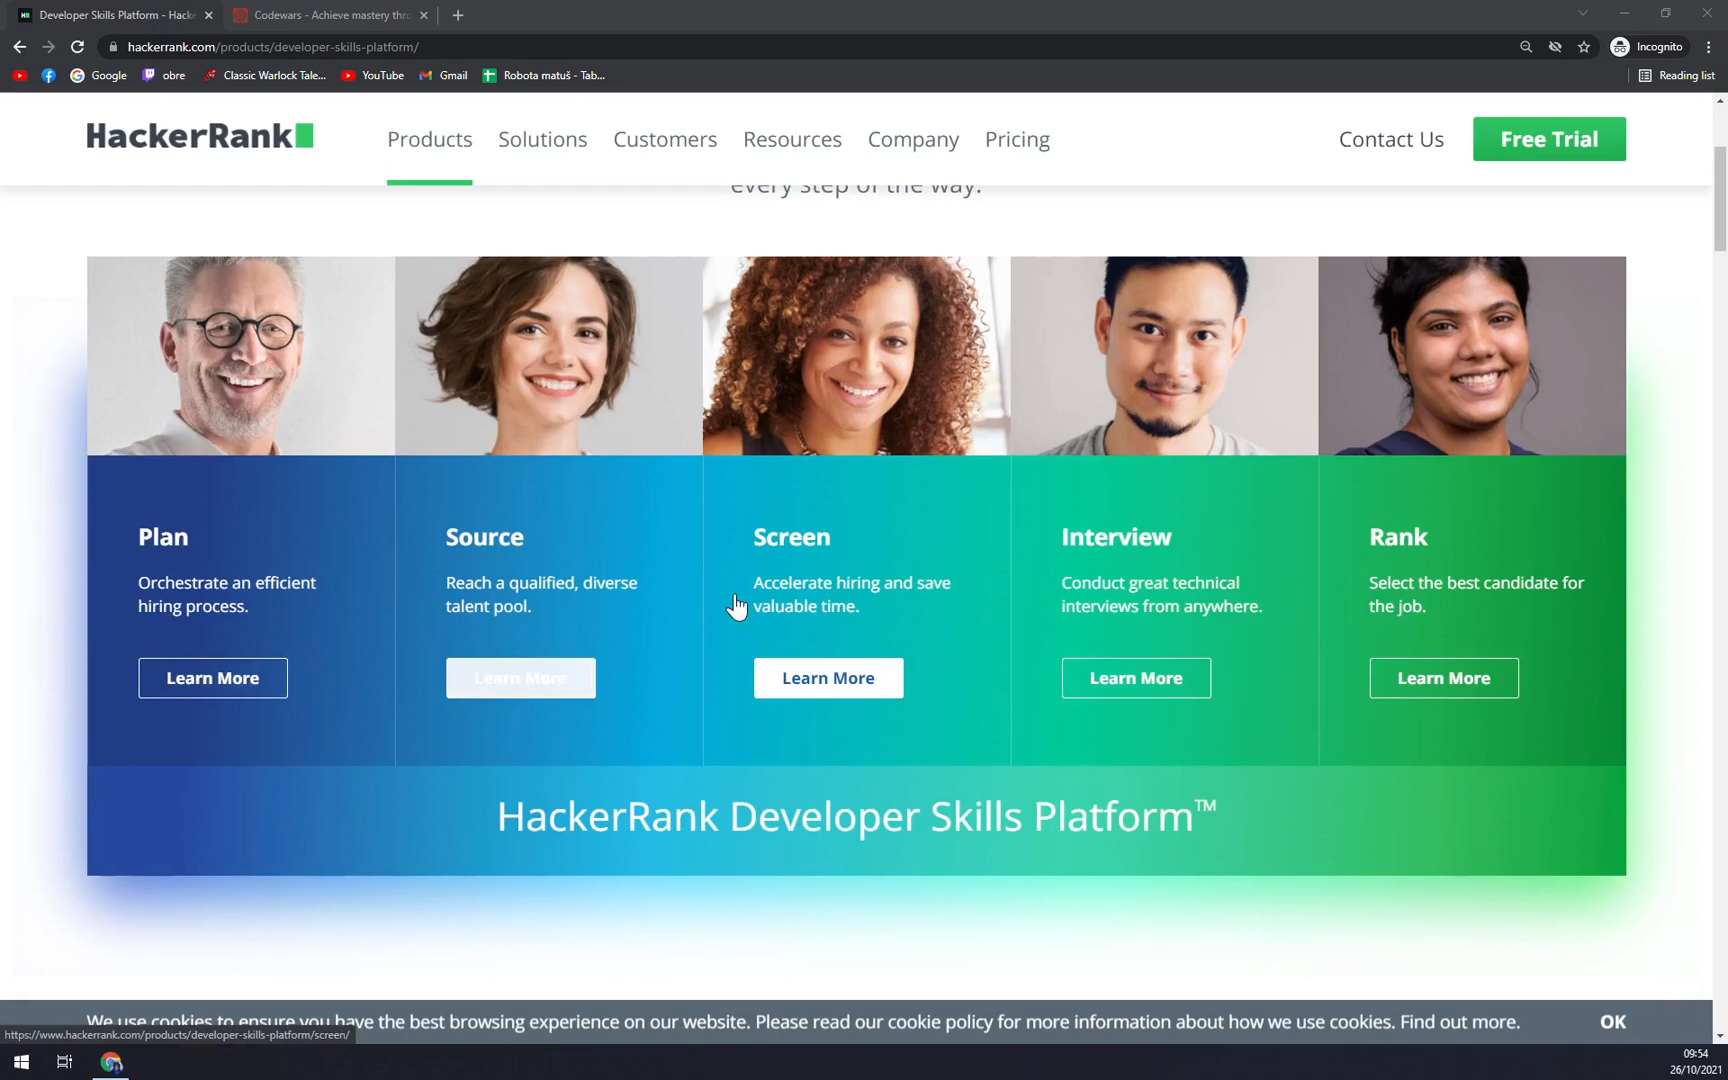 Developer Skills Platform - Hacke
Codewars - Achieve mastery thro
hackerrank.com/products/developer-skills-platform/
Incognito
Google
obre
Classic Warlock Tale...
YouTube
Gmail
Robota matuš - Tab...
Reading list
HackerRank
Products
Solutions
Customers
Resources
Company
Pricing
Contact Us
Free Trial
every step of the way.
Plan
Orchestrate an efficient
hiring process.
Learn More
Source
Reach a qualified, diverse
talent pool.
Learn More
Screen
Accelerate hiring and save
valuable time.
Learn More
Interview
Conduct great technical
interviews from anywhere.
Learn More
Rank
Select the best candidate for
the job.
Learn More
HackerRank Developer Skills Platform™
We use cookies to ensure you have the best browsing experience on our website. Please read our cookie policy for more information about how we use cookies. Find out more.
OK
https://www.hackerrank.com/products/developer-skills-platform/screen/
09:54
26/10/2021